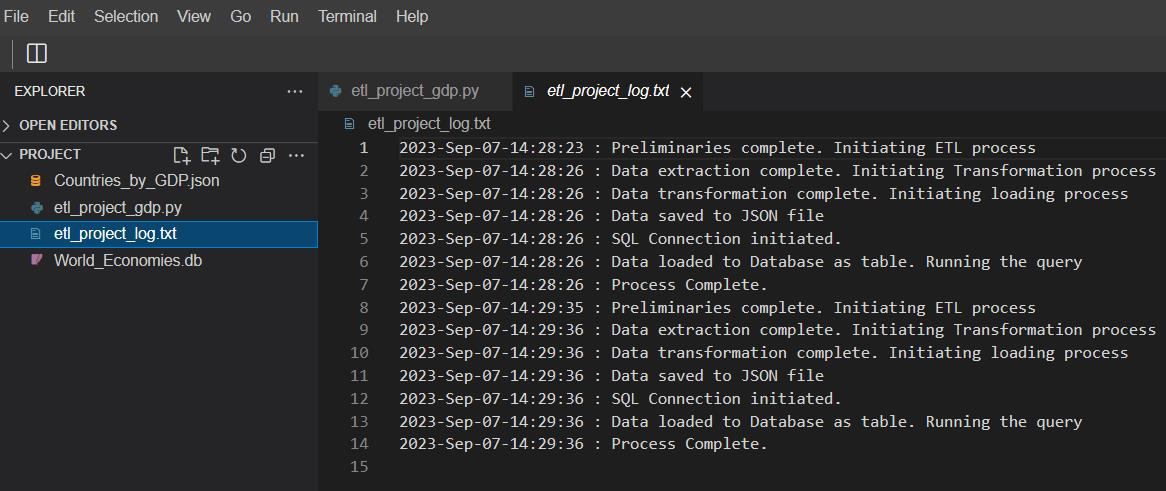 File Edit Selection View Go Run Terminal Help
EXPLORER
OPEN EDITORS
PROJECT
Countries_by_GDP.json
etl_project_gdp.py
etl_project_log.txt
World_Economies.db
etl_project_gdp.py etl_project_log.txt
etl_project_log.txt
1 2023-Sep-07-14:28:23 : Preliminaries complete. Initiating ETL process
2 2023-Sep-07-14:28:26 : Data extraction complete. Initiating Transformation process
3 2023-Sep-07-14:28:26 : Data transformation complete. Initiating loading process
4 2023-Sep-07-14:28:26 : Data saved to JSON file
5 2023-Sep-07-14:28:26 : SQL Connection initiated.
6 2023-Sep-07-14:28:26 : Data loaded to Database as table. Running the query
7 2023-Sep-07-14:28:26 : Process Complete.
8 2023-Sep-07-14:29:35 : Preliminaries complete. Initiating ETL process
9 2023-Sep-07-14:29:36 : Data extraction complete. Initiating Transformation process
10 2023-Sep-07-14:29:36 : Data transformation complete. Initiating loading process
11 2023-Sep-07-14:29:36 : Data saved to JSON file
12 2023-Sep-07-14:29:36 : SQL Connection initiated.
13 2023-Sep-07-14:29:36 : Data loaded to Database as table. Running the query
14 2023-Sep-07-14:29:36 : Process Complete.
15